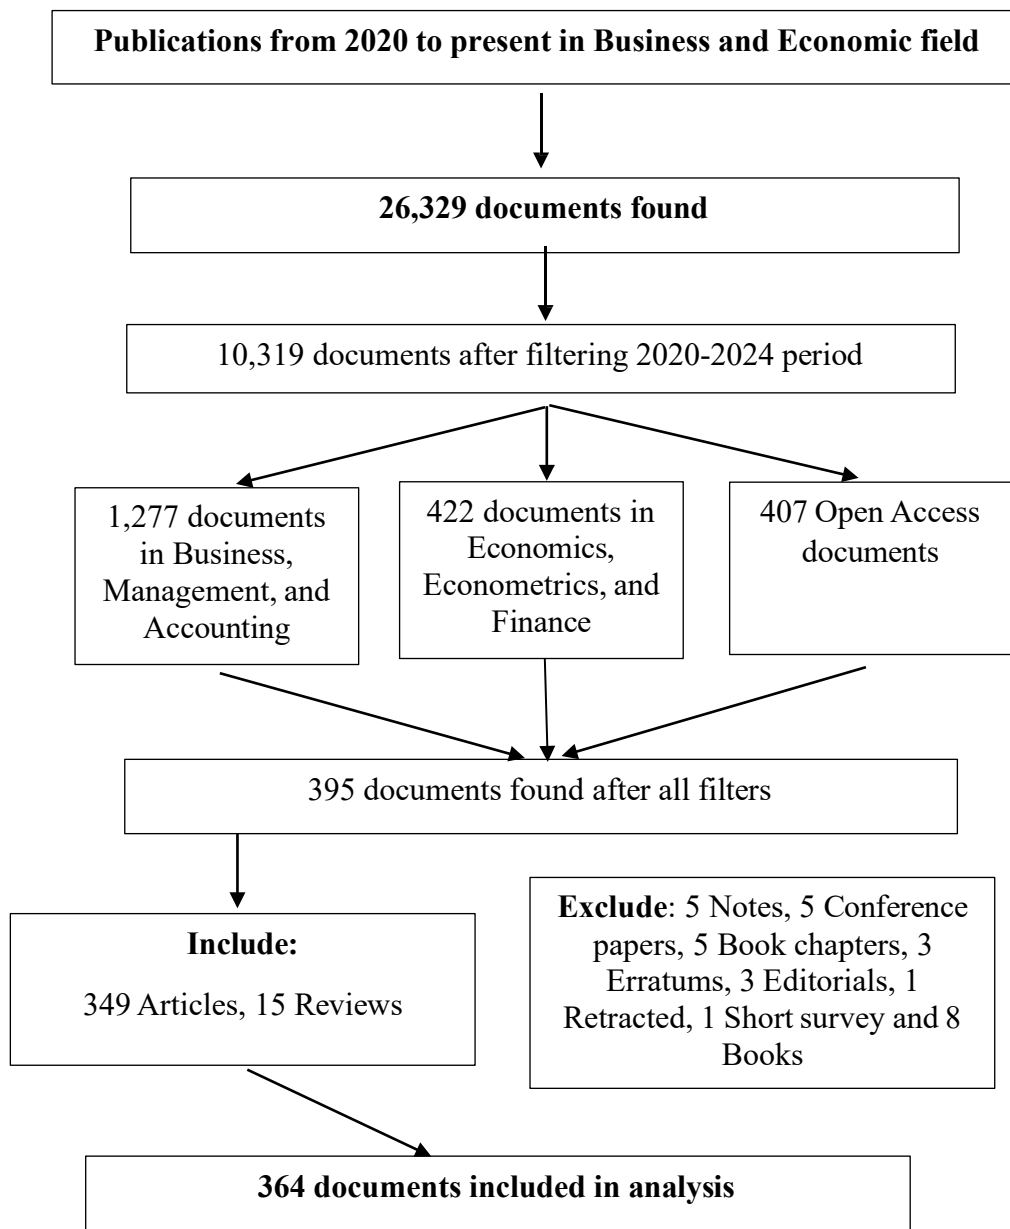 Publications from 2020 to present in Business and Economic field
26,329 documents found
10,319 documents after filtering 2020-2024 period
1,277 documents
in Business,
Management, and
Accounting
422 documents in
Economics,
Econometrics, and
Finance
407 Open Access
documents
395 documents found after all filters
Include:
349 Articles, 15 Reviews
Exclude: 5 Notes, 5 Conference
papers, 5 Book chapters, 3
Erratums, 3 Editorials, 1
Retracted, 1 Short survey and 8
Books
364 documents included in analysis